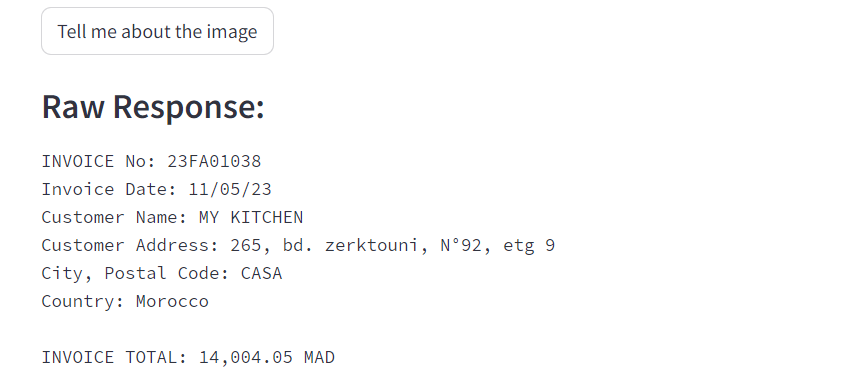 Tell me about the image
Raw Response:
INVOICE No: 23FA01038
Invoice Date: 11/05/23
Customer Name: MY KITCHEN
Customer Address: 265, bd. zerktouni, N°92, etg 9
City, Postal Code: CASA
Country: Morocco
INVOICE TOTAL: 14,004.05 MAD